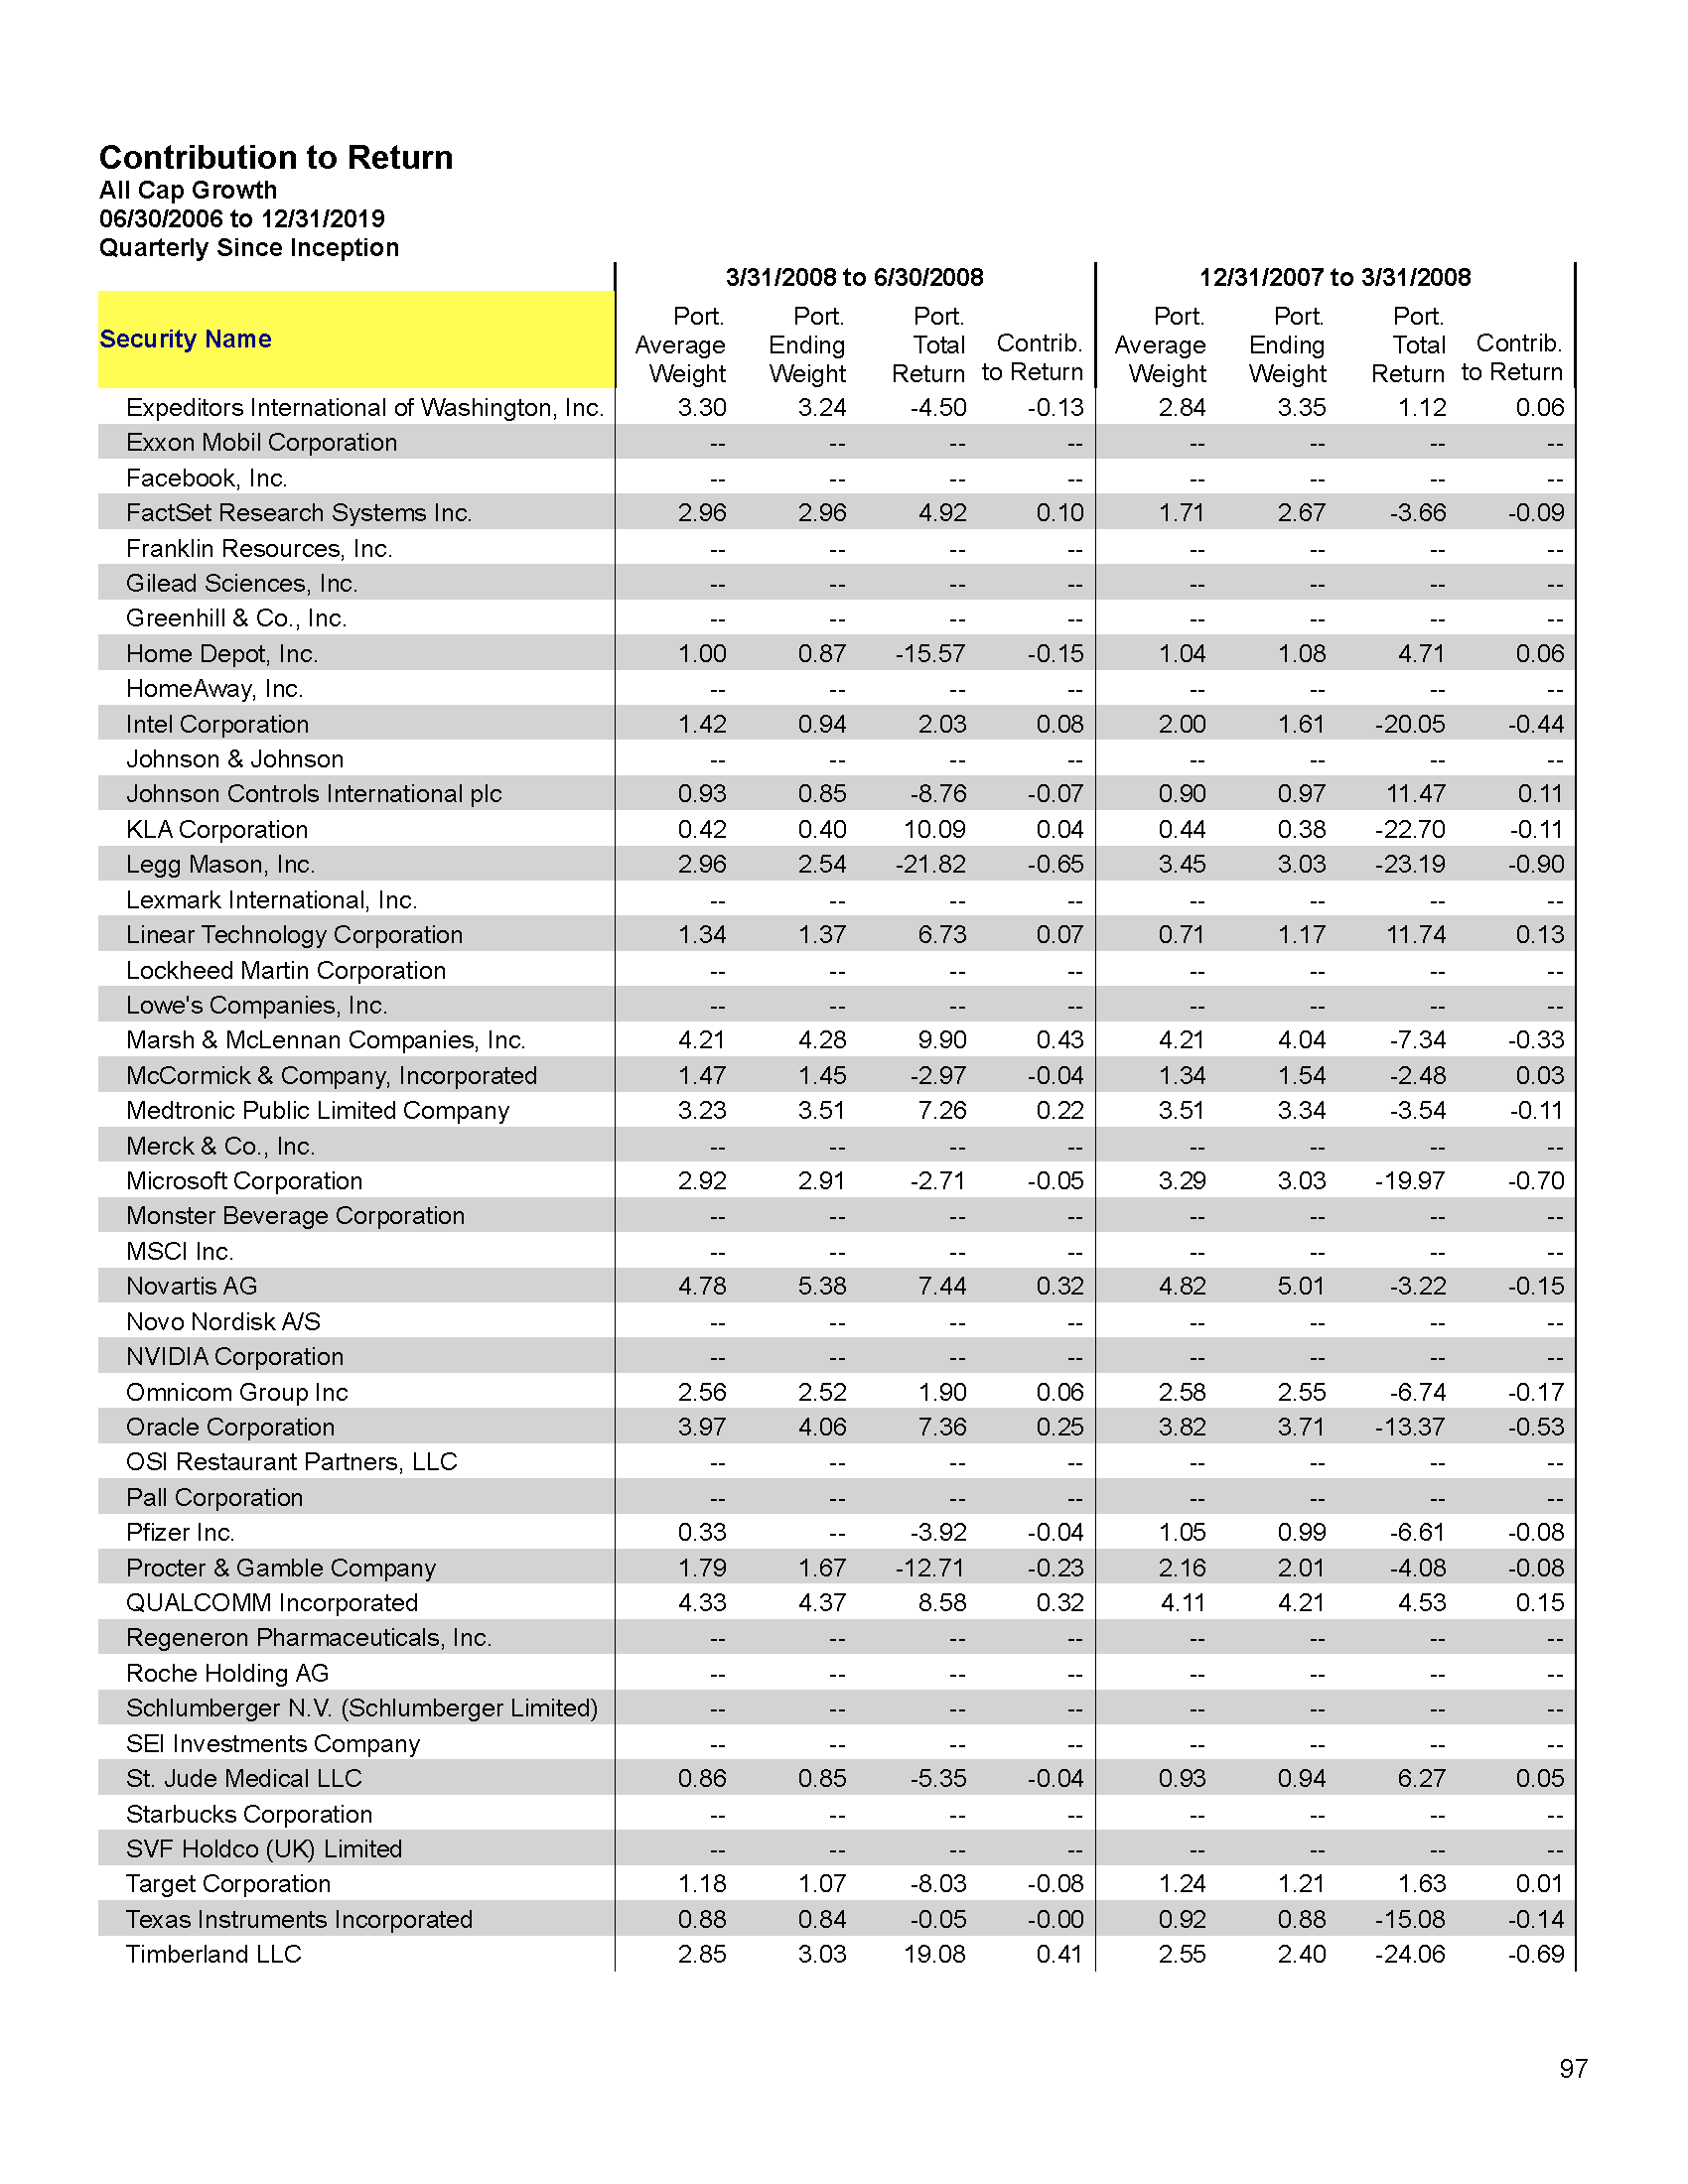 Contribution to Return
All Cap Growth
06/30/2006 to 12/31/2019
Quarterly Since Inception
3/31/2008 to 6/30/2008 12/31/2007 to 3/31/2008
Security Name Port. Average Weight Port. Ending Weight Port. Total Return Contrib. to Return Port. Average Weight Port. Ending Weight Port. Total Return Contrib. to Return
Expeditors International of Washington, Inc. 3.30 3.24 -4.50 -0.13 2.84 3.35 1.12 0.06
Exxon Mobil Corporation -- -- -- -- -- -- -- --
Facebook, Inc. -- -- -- -- -- -- -- --
FactSet Research Systems Inc. 2.96 2.96 4.92 0.10 1.71 2.67 -3.66 -0.09
Franklin Resources, Inc. -- -- -- -- -- -- -- --
Gilead Sciences, Inc. -- -- -- -- -- -- -- --
Greenhill & Co., Inc. -- -- -- -- -- -- -- --
Home Depot, Inc. 1.00 0.87 -15.57 -0.15 1.04 1.08 4.71 0.06
HomeAway, Inc. -- -- -- -- -- -- -- --
Intel Corporation 1.42 0.94 2.03 0.08 2.00 1.61 -20.05 -0.44
Johnson & Johnson -- -- -- -- -- -- -- --
Johnson Controls International plc 0.93 0.85 -8.76 -0.07 0.90 0.97 11.47 0.11
KLA Corporation 0.42 0.40 10.09 0.04 0.44 0.38 -22.70 -0.11
Legg Mason, Inc. 2.96 2.54 -21.82 -0.65 3.45 3.03 -23.19 -0.90
Lexmark International, Inc. -- -- -- -- -- -- -- --
Linear Technology Corporation 1.34 1.37 6.73 0.07 0.71 1.17 11.74 0.13
Lockheed Martin Corporation -- -- -- -- -- -- -- --
Lowe's Companies, Inc. -- -- -- -- -- -- -- --
Marsh & McLennan Companies, Inc. 4.21 4.28 9.90 0.43 4.21 4.04 -7.34 -0.33
McCormick & Company, Incorporated 1.47 1.45 -2.97 -0.04 1.34 1.54 -2.48 0.03
Medtronic Public Limited Company 3.23 3.51 7.26 0.22 3.51 3.34 -3.54 -0.11
Merck & Co., Inc. -- -- -- -- -- -- -- --
Microsoft Corporation 2.92 2.91 -2.71 -0.05 3.29 3.03 -19.97 -0.70
Monster Beverage Corporation -- -- -- -- -- -- -- --
MSCI Inc. -- -- -- -- -- -- -- --
Novartis AG 4.78 5.38 7.44 0.32 4.82 5.01 -3.22 -0.15
Novo Nordisk A/S -- -- -- -- -- -- -- --
NVIDIA Corporation -- -- -- -- -- -- -- --
Omnicom Group Inc 2.56 2.52 1.90 0.06 2.58 2.55 -6.74 -0.17
Oracle Corporation 3.97 4.06 7.36 0.25 3.82 3.71 -13.37 -0.53
OSI Restaurant Partners, LLC -- -- -- -- -- -- -- --
Pall Corporation -- -- -- -- -- -- -- --
Pfizer Inc. 0.33 -- -3.92 -0.04 1.05 0.99 -6.61 -0.08
Procter & Gamble Company 1.79 1.67 -12.71 -0.23 2.16 2.01 -4.08 -0.08
QUALCOMM Incorporated 4.33 4.37 8.58 0.32 4.11 4.21 4.53 0.15
Regeneron Pharmaceuticals, Inc. -- -- -- -- -- -- -- --
Roche Holding AG -- -- -- -- -- -- -- --
Schlumberger N.V. (Schlumberger Limited) -- -- -- -- -- -- -- --
SEI Investments Company -- -- -- -- -- -- -- --
St. Jude Medical LLC 0.86 0.85 -5.35 -0.04 0.93 0.94 6.27 0.05
Starbucks Corporation -- -- -- -- -- -- -- --
SVF Holdco (UK) Limited -- -- -- -- -- -- -- --
Target Corporation 1.18 1.07 -8.03 -0.08 1.24 1.21 1.63 0.01
Texas Instruments Incorporated 0.88 0.84 -0.05 -0.00 0.92 0.88 -15.08 -0.14
Timberland LLC 2.85 3.03 19.08 0.41 2.55 2.40 -24.06 -0.69
97